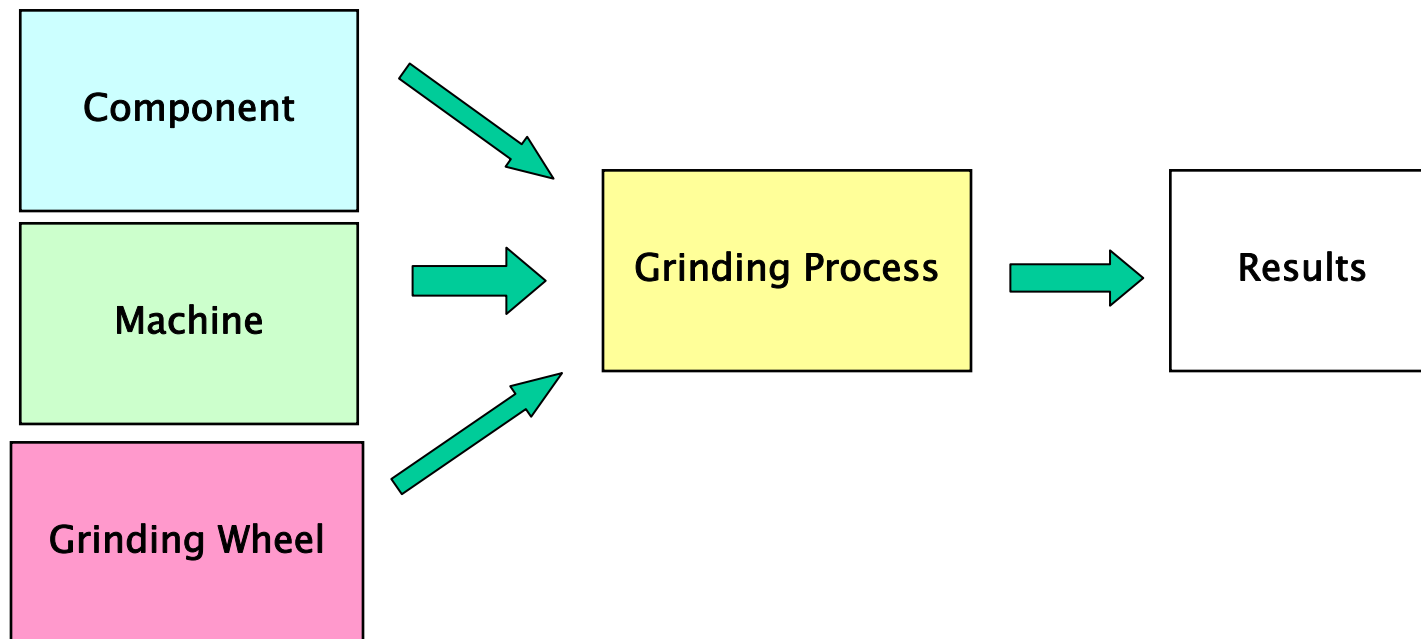 Component
Machine
Grinding Wheel
Grinding Process
Results